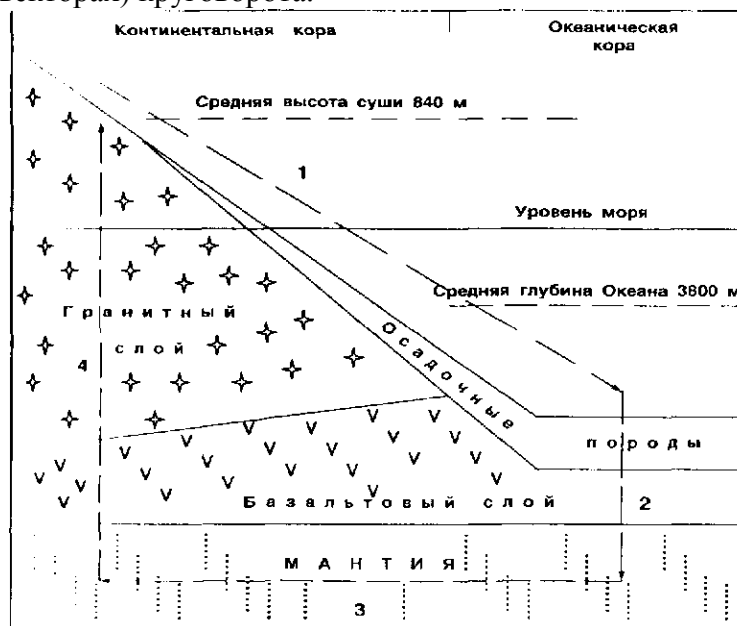 круговорота.
Континентальная кора
Океаническая
кора
Средняя высота суши 840 м
1
Уровень моря
Средняя глубина Океана 3800 м
Гранитный
слой
4
Осадочные
породы
Базальтовый слой
2
МАНТИЯ
3